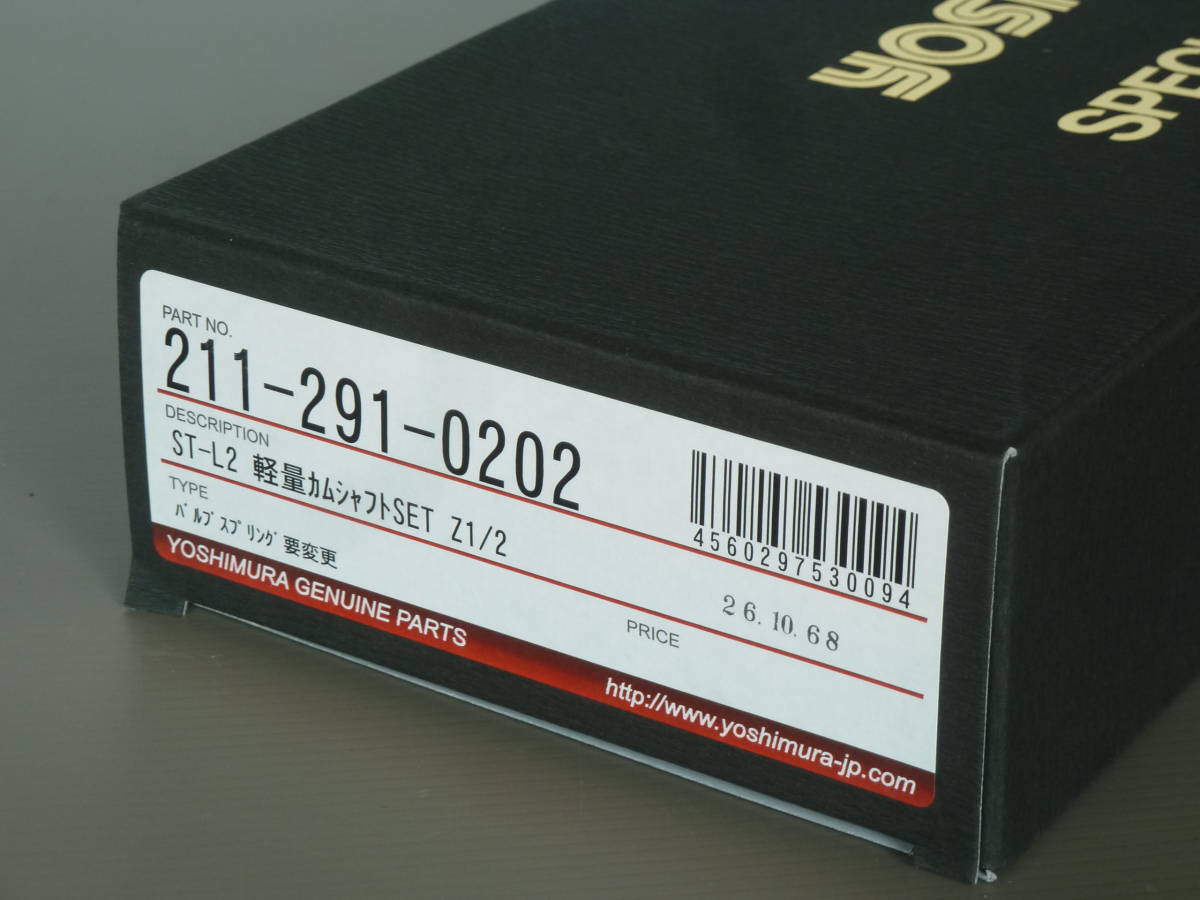 YOSH
SPECI
PART NO.
211-291-0202
DESCRIPTION
ST-L2 軽量ｶﾑｼｬﾌﾄSET Z1/2
4560297530094
TYPE
ﾊﾞﾙﾌﾞｽﾌﾟﾘﾝｸﾞ要変更
26.10.68
PRICE
YOSHIMURA GENUINE PARTS
http://www.yoshimura-jp.com